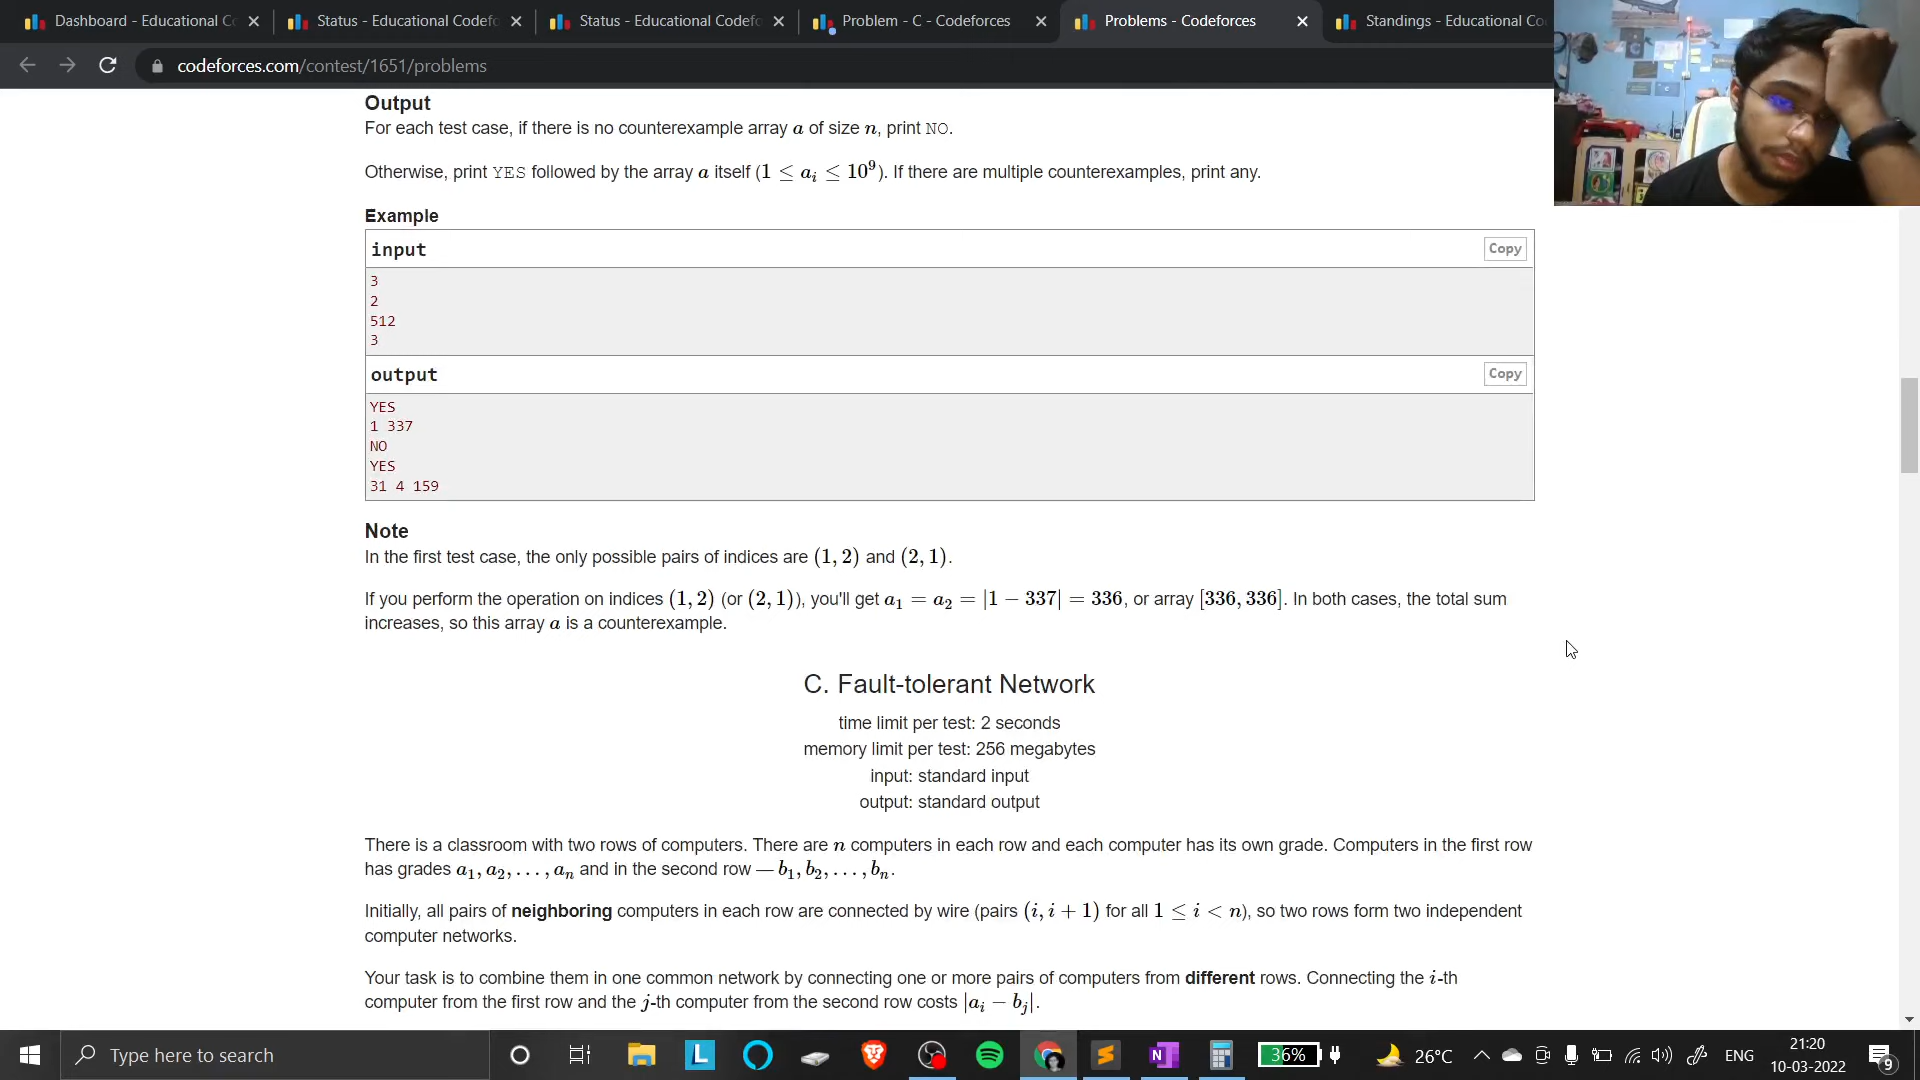 Dashboard - Educational Co
Status - Educational Codefo
Status - Educational Codefo
Problem - C - Codeforces
Problems - Codeforces
Standings - Educational Co
codeforces.com/contest/1651/problems
Output
For each test case, if there is no counterexample array a of size n, print NO.
Otherwise, print YES followed by the array a itself (1 ≤ a_i ≤ 10^9). If there are multiple counterexamples, print any.
Example
input
Copy
3
2
512
3
output
Copy
YES
1 337
NO
YES
31 4 159
Note
In the first test case, the only possible pairs of indices are (1, 2) and (2, 1).
If you perform the operation on indices (1, 2) (or (2, 1)), you'll get a_1 = a_2 = |1 − 337| = 336, or array [336, 336]. In both cases, the total sum
increases, so this array a is a counterexample.
C. Fault-tolerant Network
time limit per test: 2 seconds
memory limit per test: 256 megabytes
input: standard input
output: standard output
There is a classroom with two rows of computers. There are n computers in each row and each computer has its own grade. Computers in the first row
has grades a_1, a_2, . . . , a_n and in the second row — b_1, b_2, . . . , b_n.
Initially, all pairs of neighboring computers in each row are connected by wire (pairs (i, i + 1) for all 1 ≤ i < n), so two rows form two independent
computer networks.
Your task is to combine them in one common network by connecting one or more pairs of computers from different rows. Connecting the i-th
computer from the first row and the j-th computer from the second row costs |a_i − b_j|.
Type here to search
L
N
36%
26°C
ENG
21:20
10-03-2022
9